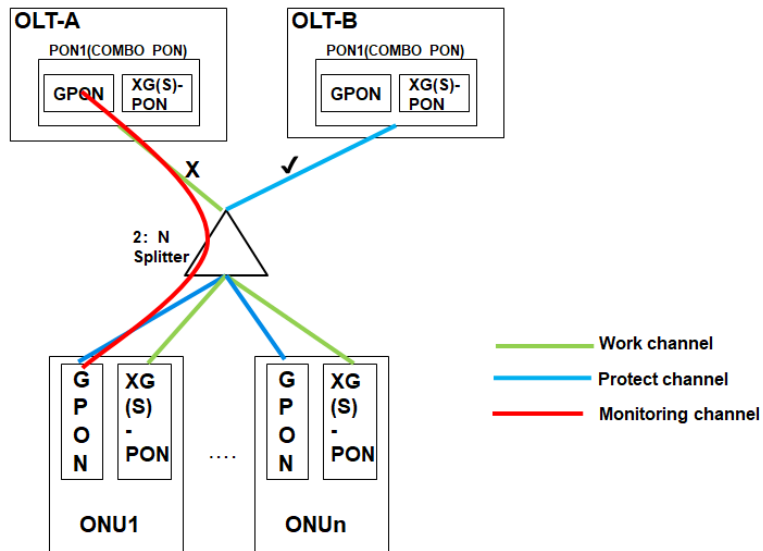 OLT-A
OLT-B
PON1(COMBO PON)
PON1(COMBO PON)
GPON
XG(S)-
PON
GPON
XG(S)-
PON
X
✓
2: N
Splitter
Work channel
Protect channel
Monitoring channel
G
P
O
N
XG
(S)
-
PON
....
G
P
O
N
XG
(S)
-
PON
ONU1
ONUn